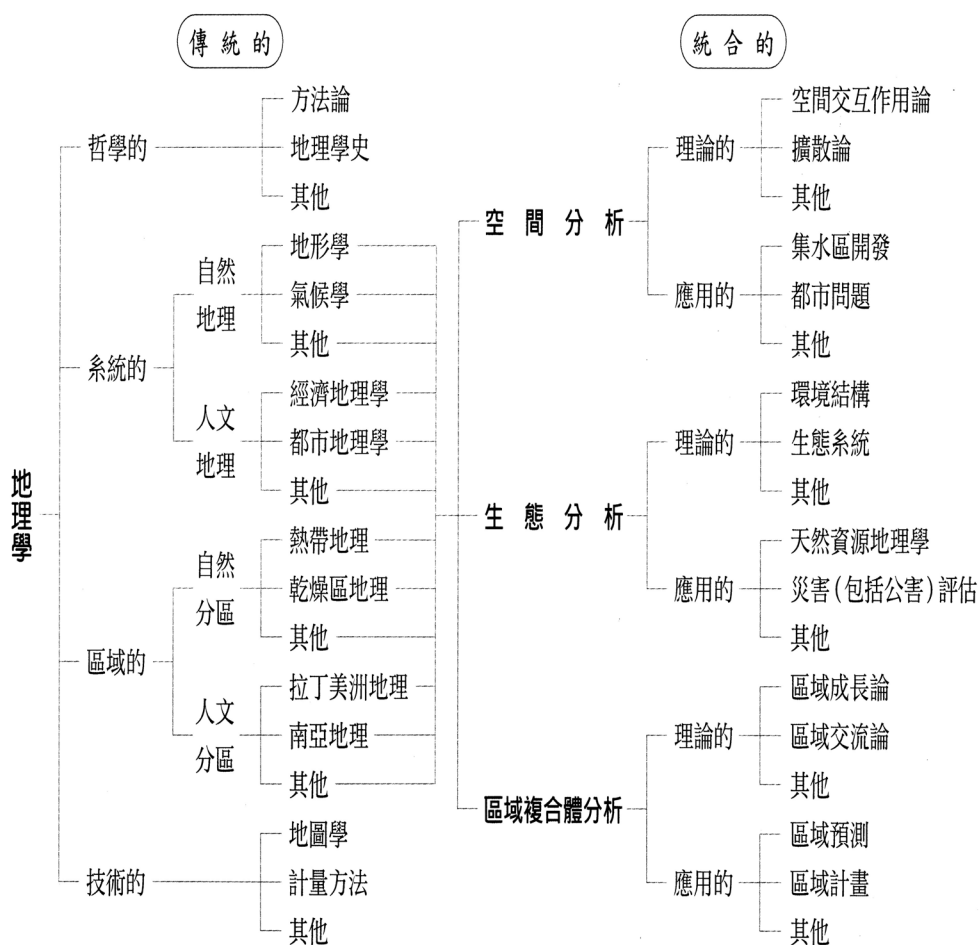 傳統的
統合的
地理學
哲學的
方法論
地理學史
其他
系統的
自然
地理
地形學
氣候學
其他
人文
地理
經濟地理學
都市地理學
其他
區域的
自然
分區
熱帶地理
乾燥區地理
其他
人文
分區
拉丁美洲地理
南亞地理
其他
技術的
地圖學
計量方法
其他
空間分析
理論的
空間交互作用論
擴散論
其他
應用的
集水區開發
都市問題
其他
生態分析
理論的
環境結構
生態系統
其他
應用的
天然資源地理學
災害(包括公害)評估
其他
區域複合體分析
理論的
區域成長論
區域交流論
其他
應用的
區域預測
區域計畫
其他